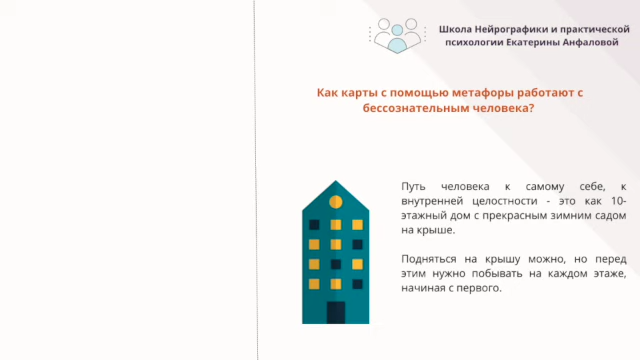 Школа Нейрографики и практической
психологии Екатерины Анфаловой
Как карты с помощью метафоры работают с
бессознательным человека?
Путь человека к самому себе, к
внутренней целостности - это как 10-
этажный дом с прекрасным зимним садом
на крыше.
Подняться на крышу можно, но перед
этим нужно побывать на каждом этаже,
начиная с первого.